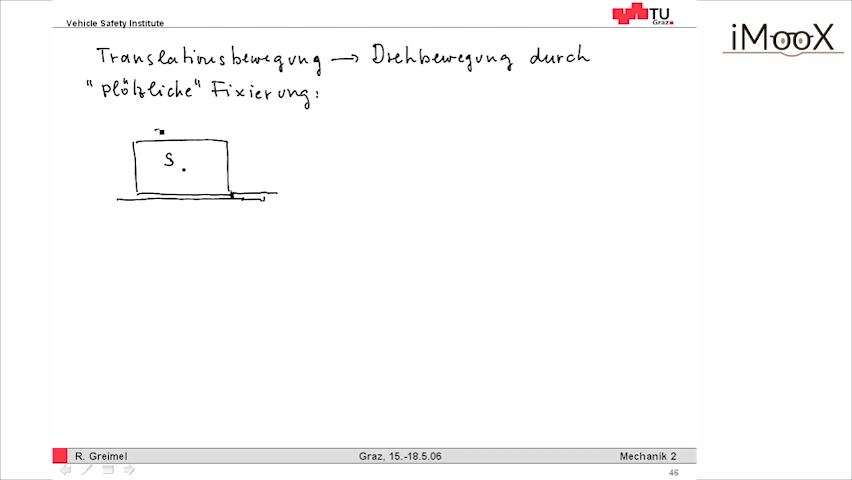 Vehicle Safety Institute
TU
Graz
iMooX
Translationsbewegung → Drehbewegung durch
"plötzliche" Fixierung:
S
R. Greimel
Graz, 15.-18.5.06
Mechanik 2
46